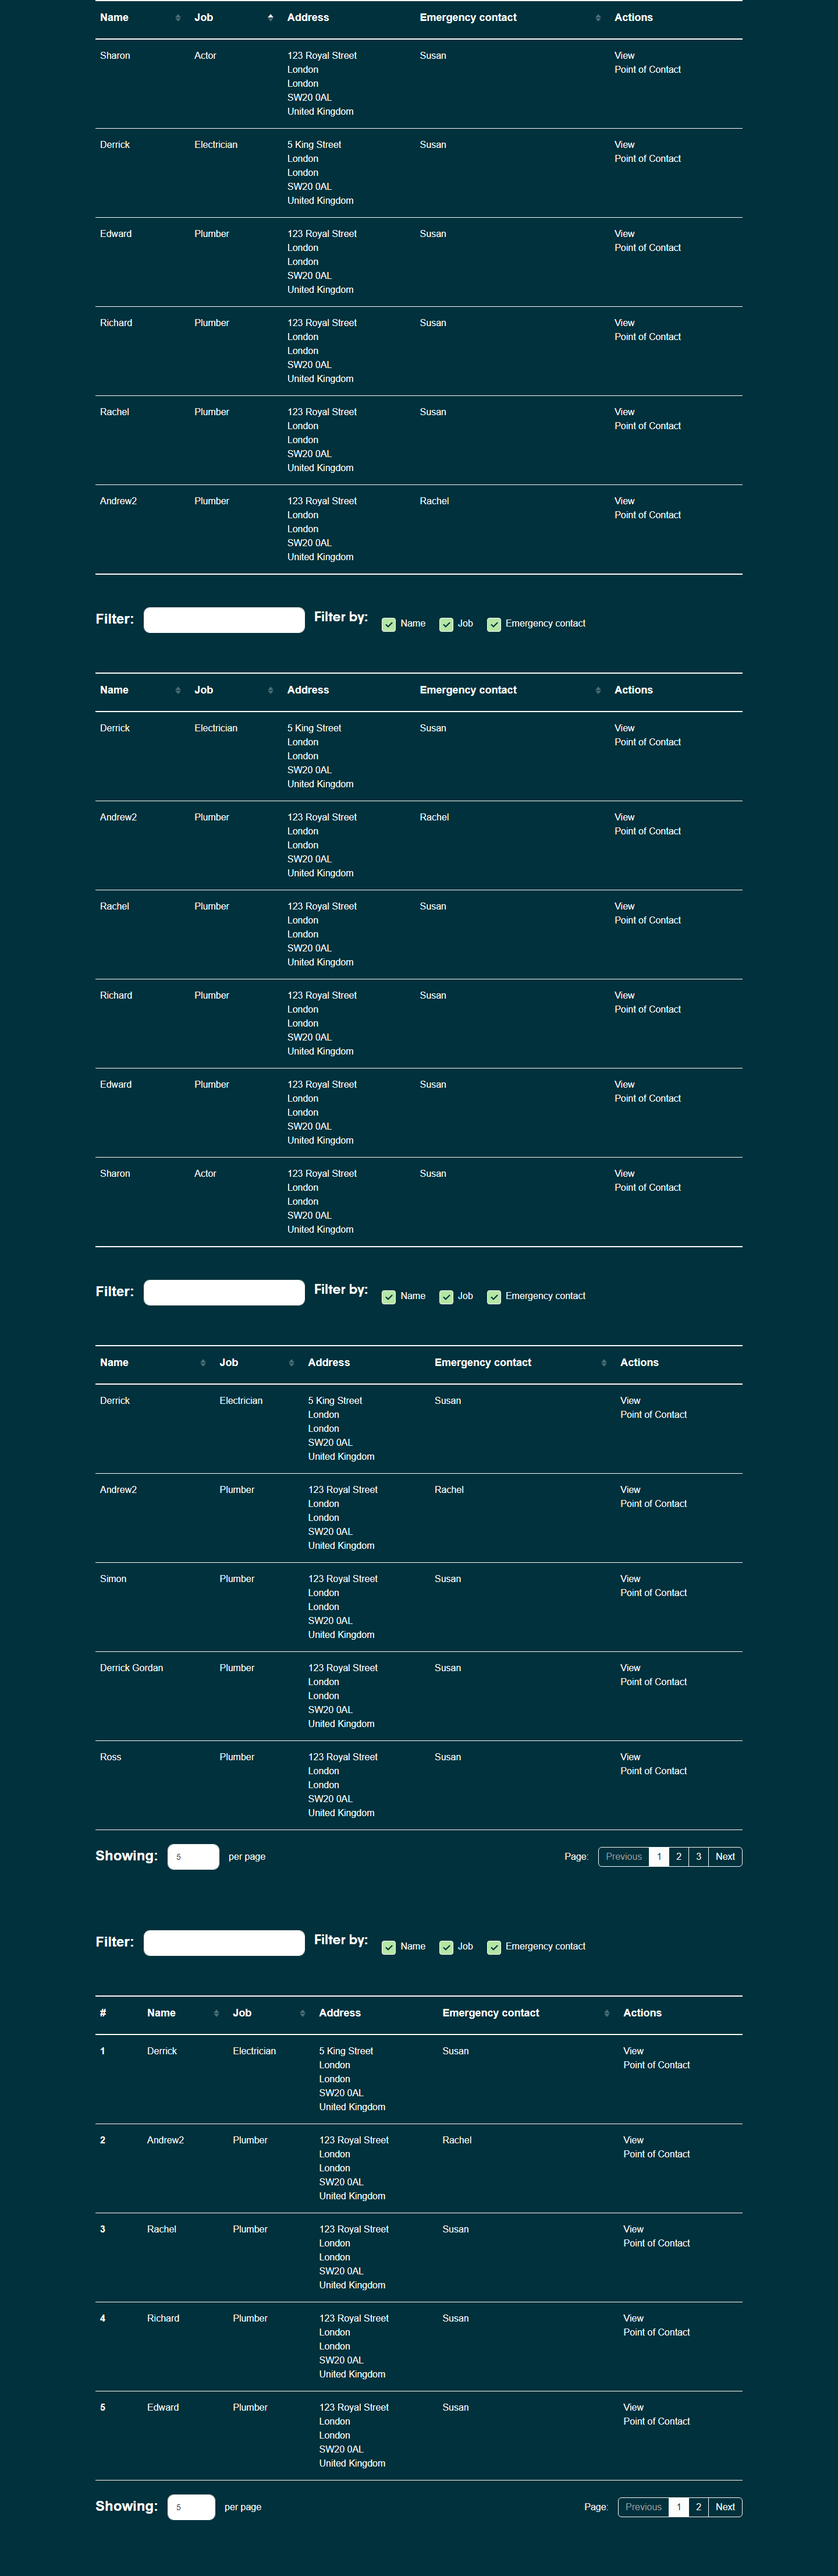 Name Job Address Emergency contact Actions
Sharon Actor 123 Royal Street Susan View
London Point of Contact
London
SW20 0AL
United Kingdom
Derrick Electrician 5 King Street Susan View
London Point of Contact
London
SW20 0AL
United Kingdom
Edward Plumber 123 Royal Street Susan View
London Point of Contact
London
SW20 0AL
United Kingdom
Richard Plumber 123 Royal Street Susan View
London Point of Contact
London
SW20 0AL
United Kingdom
Rachel Plumber 123 Royal Street Susan View
London Point of Contact
London
SW20 0AL
United Kingdom
Andrew2 Plumber 123 Royal Street Rachel View
London Point of Contact
London
SW20 0AL
United Kingdom
Filter: Filter by: Name Job Emergency contact
Name Job Address Emergency contact Actions
Derrick Electrician 5 King Street Susan View
London Point of Contact
London
SW20 0AL
United Kingdom
Andrew2 Plumber 123 Royal Street Rachel View
London Point of Contact
London
SW20 0AL
United Kingdom
Rachel Plumber 123 Royal Street Susan View
London Point of Contact
London
SW20 0AL
United Kingdom
Richard Plumber 123 Royal Street Susan View
London Point of Contact
London
SW20 0AL
United Kingdom
Edward Plumber 123 Royal Street Susan View
London Point of Contact
London
SW20 0AL
United Kingdom
Sharon Actor 123 Royal Street Susan View
London Point of Contact
London
SW20 0AL
United Kingdom
Filter: Filter by: Name Job Emergency contact
Name Job Address Emergency contact Actions
Derrick Electrician 5 King Street Susan View
London Point of Contact
London
SW20 0AL
United Kingdom
Andrew2 Plumber 123 Royal Street Rachel View
London Point of Contact
London
SW20 0AL
United Kingdom
Simon Plumber 123 Royal Street Susan View
London Point of Contact
London
SW20 0AL
United Kingdom
Derrick Gordan Plumber 123 Royal Street Susan View
London Point of Contact
London
SW20 0AL
United Kingdom
Ross Plumber 123 Royal Street Susan View
London Point of Contact
London
SW20 0AL
United Kingdom
Showing: 5 per page Page: Previous 1 2 3 Next
Filter: Filter by: Name Job Emergency contact
# Name Job Address Emergency contact Actions
1 Derrick Electrician 5 King Street Susan View
London Point of Contact
London
SW20 0AL
United Kingdom
2 Andrew2 Plumber 123 Royal Street Rachel View
London Point of Contact
London
SW20 0AL
United Kingdom
3 Rachel Plumber 123 Royal Street Susan View
London Point of Contact
London
SW20 0AL
United Kingdom
4 Richard Plumber 123 Royal Street Susan View
London Point of Contact
London
SW20 0AL
United Kingdom
5 Edward Plumber 123 Royal Street Susan View
London Point of Contact
London
SW20 0AL
United Kingdom
Showing: 5 per page Page: Previous 1 2 Next